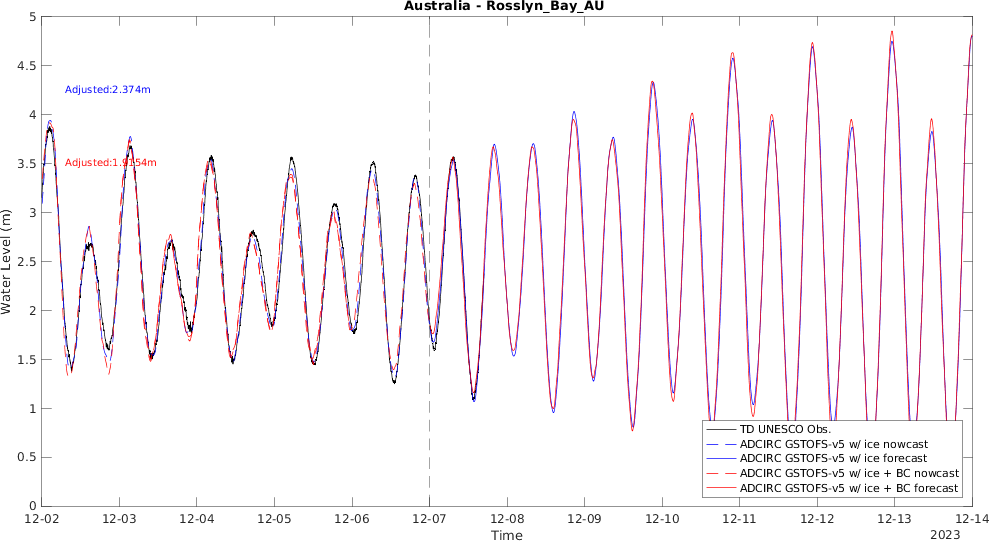 Australia - Rosslyn_Bay_AU
5
4.5
4
3.5
3
2.5
2
1.5
1
0.5
0
Water Level (m)
Adjusted:2.374m
Adjusted:1.9154m
TD UNESCO Obs.
ADCIRC GSTOFS-v5 w/ ice nowcast
ADCIRC GSTOFS-v5 w/ ice forecast
ADCIRC GSTOFS-v5 w/ ice + BC nowcast
ADCIRC GSTOFS-v5 w/ ice + BC forecast
12-02 12-03 12-04 12-05 12-06 12-07 12-08 12-09 12-10 12-11 12-12 12-13 12-14
Time
2023